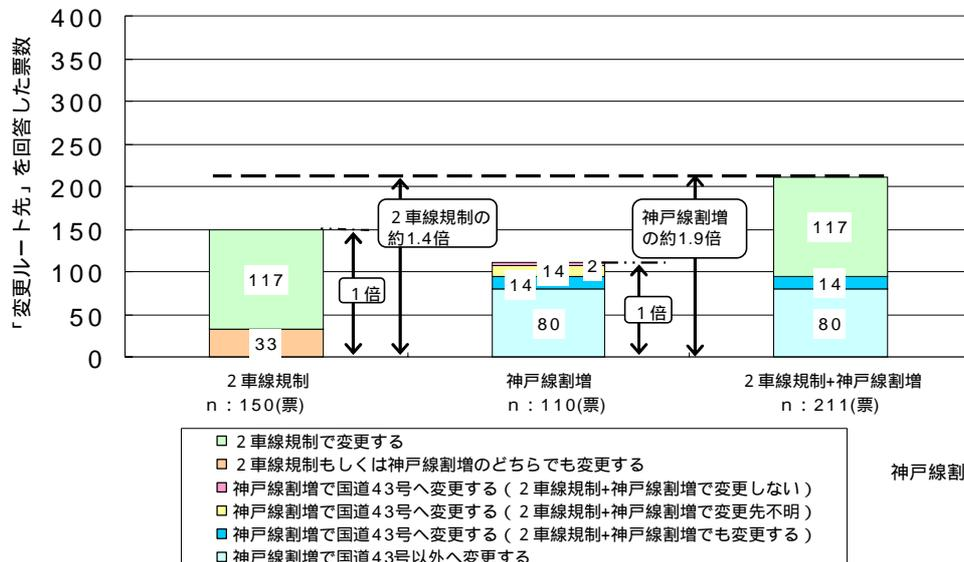 「変更ルート先」を回答した票数
400
350
300
250
200
150
100
50
0
117
33
1倍
２車線規制の
約1.4倍
14
2
14
80
1倍
神戸線割増
の約1.9倍
117
14
80
２車線規制
n：150(票)
神戸線割増
n：110(票)
２車線規制+神戸線割増
n：211(票)
２車線規制で変更する
２車線規制もしくは神戸線割増のどちらでも変更する
神戸線割増で国道43号へ変更する（２車線規制+神戸線割増で変更しない）
神戸線割増で国道43号へ変更する（２車線規制+神戸線割増で変更先不明）
神戸線割増で国道43号へ変更する（２車線規制+神戸線割増でも変更する）
神戸線割増で国道43号以外へ変更する
神戸線割